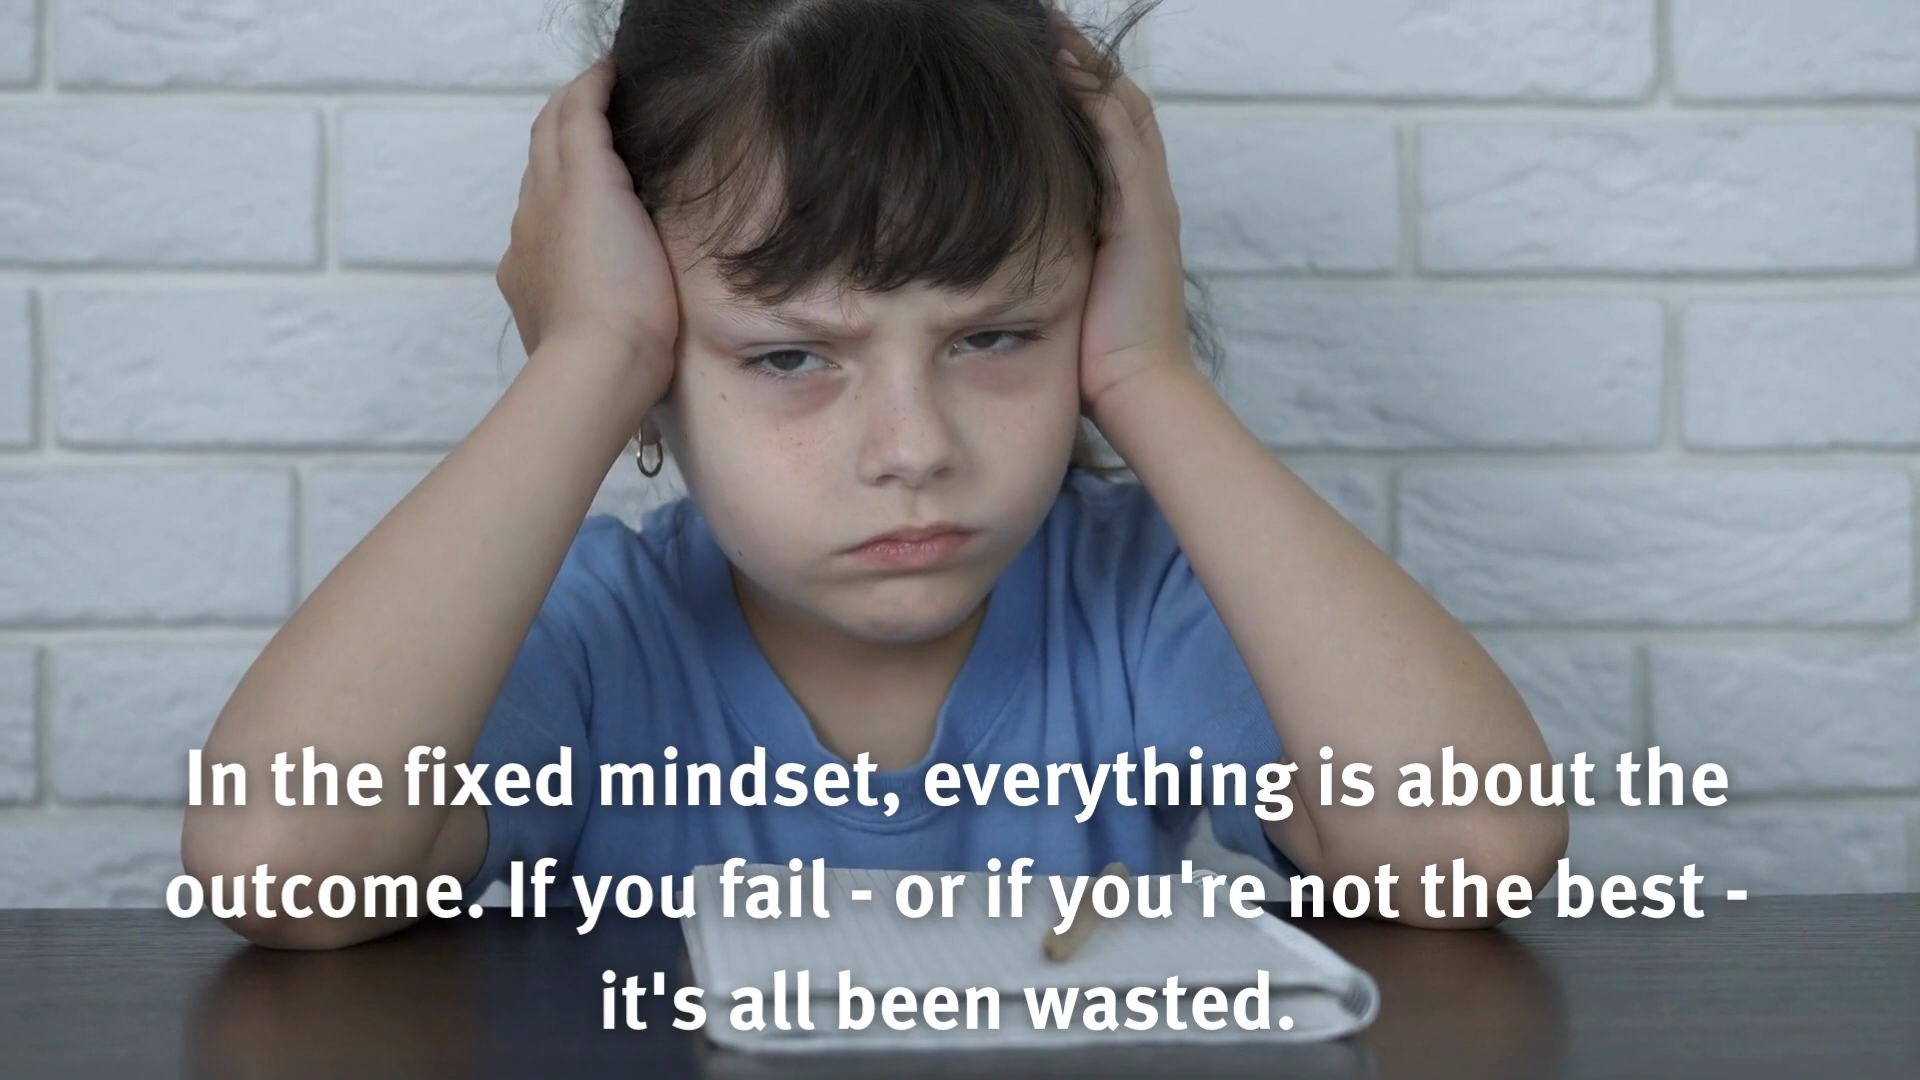 In the fixed mindset, everything is about the
outcome. If you fail - or if you're not the best -
it's all been wasted.